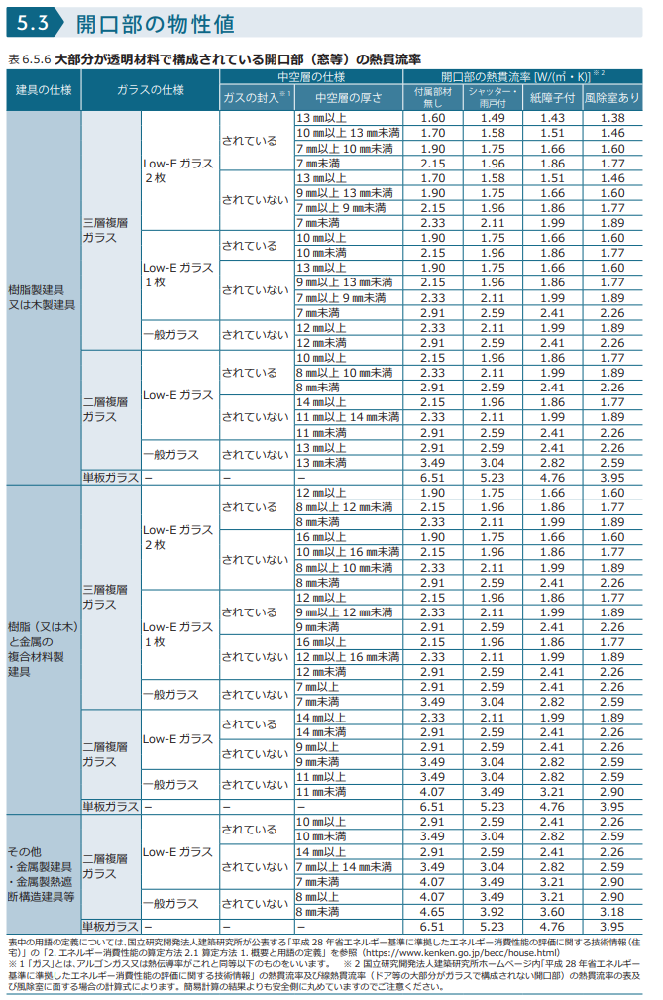 5.3 開口部の物性値
表 6.5.6 大部分が透明材料で構成されている開口部（窓等）の熱貫流率
建具の仕様 ガラスの仕様 中空層の仕様 開口部の熱貫流率 [W/(㎡・K)]※2
ガスの封入※1 中空層の厚さ 付属部材無し シャッター・雨戸付 紙障子付 風除室あり
樹脂製建具又は木製建具 三層複層ガラス Low-E ガラス2枚 されている 13 ㎜以上 1.60 1.49 1.43 1.38
10 ㎜以上 13 ㎜未満 1.70 1.58 1.51 1.46
7 ㎜以上 10 ㎜未満 1.90 1.75 1.66 1.60
7 ㎜未満 2.15 1.96 1.86 1.77
されていない 13 ㎜以上 1.70 1.58 1.51 1.46
9 ㎜以上 13 ㎜未満 1.90 1.75 1.66 1.60
7 ㎜以上 9 ㎜未満 2.15 1.96 1.86 1.77
7 ㎜未満 2.33 2.11 1.99 1.89
Low-E ガラス1枚 されている 10 ㎜以上 1.90 1.75 1.66 1.60
10 ㎜未満 2.15 1.96 1.86 1.77
されていない 13 ㎜以上 1.90 1.75 1.66 1.60
9 ㎜以上 13 ㎜未満 2.15 1.96 1.86 1.77
7 ㎜以上 9 ㎜未満 2.33 2.11 1.99 1.89
7 ㎜未満 2.91 2.59 2.41 2.26
一般ガラス されていない 12 ㎜以上 2.33 2.11 1.99 1.89
12 ㎜未満 2.91 2.59 2.41 2.26
二層複層ガラス Low-E ガラス されている 10 ㎜以上 2.15 1.96 1.86 1.77
8 ㎜以上 10 ㎜未満 2.33 2.11 1.99 1.89
8 ㎜未満 2.91 2.59 2.41 2.26
されていない 14 ㎜以上 2.15 1.96 1.86 1.77
11 ㎜以上 14 ㎜未満 2.33 2.11 1.99 1.89
11 ㎜未満 2.91 2.59 2.41 2.26
一般ガラス されていない 13 ㎜以上 2.91 2.59 2.41 2.26
13 ㎜未満 3.49 3.04 2.82 2.59
単板ガラス − − − 6.51 5.23 4.76 3.95
樹脂（又は木）と金属の複合材料製建具 三層複層ガラス Low-E ガラス2枚 されている 12 ㎜以上 1.90 1.75 1.66 1.60
8 ㎜以上 12 ㎜未満 2.15 1.96 1.86 1.77
8 ㎜未満 2.33 2.11 1.99 1.89
されていない 16 ㎜以上 1.90 1.75 1.66 1.60
10 ㎜以上 16 ㎜未満 2.15 1.96 1.86 1.77
8 ㎜以上 10 ㎜未満 2.33 2.11 1.99 1.89
8 ㎜未満 2.91 2.59 2.41 2.26
Low-E ガラス1枚 されている 12 ㎜以上 2.15 1.96 1.86 1.77
9 ㎜以上 12 ㎜未満 2.33 2.11 1.99 1.89
9 ㎜未満 2.91 2.59 2.41 2.26
されていない 16 ㎜以上 2.15 1.96 1.86 1.77
12 ㎜以上 16 ㎜未満 2.33 2.11 1.99 1.89
12 ㎜未満 2.91 2.59 2.41 2.26
一般ガラス されていない 7 ㎜以上 2.91 2.59 2.41 2.26
7 ㎜未満 3.49 3.04 2.82 2.59
二層複層ガラス Low-E ガラス されている 14 ㎜以上 2.33 2.11 1.99 1.89
14 ㎜未満 2.91 2.59 2.41 2.26
されていない 9 ㎜以上 2.91 2.59 2.41 2.26
9 ㎜未満 3.49 3.04 2.82 2.59
一般ガラス されていない 11 ㎜以上 3.49 3.04 2.82 2.59
11 ㎜未満 4.07 3.49 3.21 2.90
単板ガラス − − − 6.51 5.23 4.76 3.95
その他・金属製建具・金属製熱遮断構造建具等 二層複層ガラス Low-E ガラス されている 10 ㎜以上 2.91 2.59 2.41 2.26
10 ㎜未満 3.49 3.04 2.82 2.59
されていない 14 ㎜以上 2.91 2.59 2.41 2.26
7 ㎜以上 14 ㎜未満 3.49 3.04 2.82 2.59
7 ㎜未満 4.07 3.49 3.21 2.90
一般ガラス されていない 8 ㎜以上 4.07 3.49 3.21 2.90
8 ㎜未満 4.65 3.92 3.60 3.18
単板ガラス − − − 6.51 5.23 4.76 3.95
表中の用語の定義については、国立研究開発法人建築研究所が公表する「平成 28 年省エネルギー基準に準拠したエネルギー消費性能の評価に関する技術情報（住
宅）」の「2. エネルギー消費性能の算定方法 2.1 算定方法 1. 概要と用語の定義」を参照（https://www.kenken.go.jp/becc/house.html）
※1「ガス」とは、アルゴンガス又は熱伝導率がこれと同等以下のものをいいます。 ※2 国立研究開発法人建築研究所ホームページ内「平成 28 年省エネルギー
基準に準拠したエネルギー消費性能の評価に関する技術情報」の熱貫流率及び線熱貫流率（ドア等の大部分がガラスで構成されない開口部）の熱貫流率の表及
び風除室に面する場合の計算式によります。簡易計算の結果よりも安全側に丸めていますのでご注意ください。